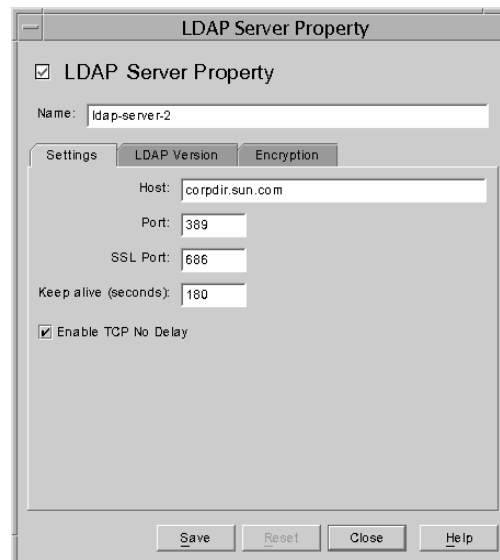 LDAP Server Property
LDAP Server Property
Name: ldap-server-2
Settings LDAP Version Encryption
Host: corpdir.sun.com
Port: 389
SSL Port: 686
Keep alive (seconds): 180
Enable TCP No Delay
Save Reset Close Help